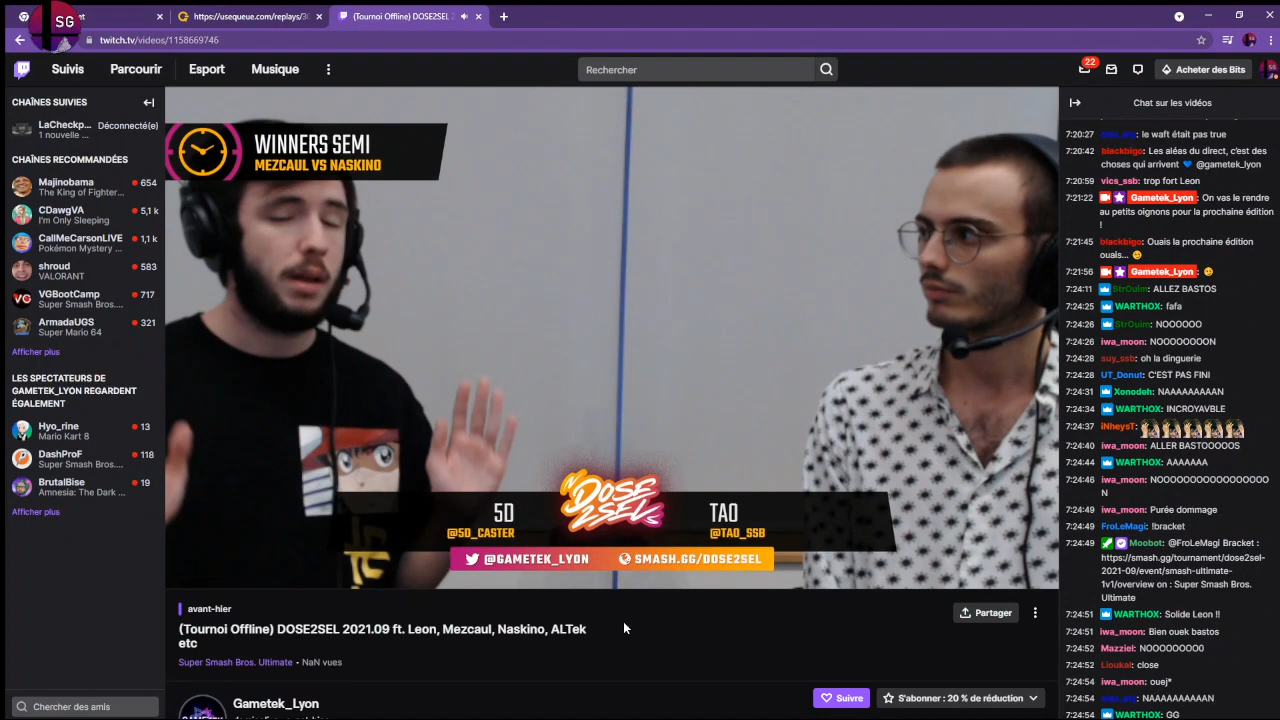 SG
https://usequeue.com/replays/30
(Tournoi Offline) DOSE2SEL 2
twitch.tv/videos/1158669746
SG
Suivis
Parcourir
Esport
Musique
Rechercher
22
Acheter des Bits
CHAÎNES SUIVIES
LaCheckp...
Déconnecté(e)
1 nouvelle ...
CHAÎNES RECOMMANDÉES
Majinobama
654
The King of Fighter...
CDawgVA
5,1 k
I'm Only Sleeping
CallMeCarsonLIVE
1,1 k
Pokémon Mystery ...
shroud
583
VALORANT
VGBootCamp
717
Super Smash Bros....
ArmadaUGS
321
Super Mario 64
Afficher plus
LES SPECTATEURS DE
GAMETEK_LYON REGARDENT
ÉGALEMENT
Hyo_rine
13
Mario Kart 8
DashProF
118
Super Smash Bros....
BrutalBise
19
Amnesia: The Dark ...
Afficher plus
Chercher des amis
WINNERS SEMI
MEZCAUL VS NASKINO
5D
@5D_CASTER
DOSE
2SEL
TAO
@TAO_SSB
@GAMETEK_LYON
SMASH.GG/DOSE2SEL
avant-hier
(Tournoi Offline) DOSE2SEL 2021.09 ft. Leon, Mezcaul, Naskino, ALTek
etc
Super Smash Bros. Ultimate • NaN vues
Partager
Gametek_Lyon
Suivre
S'abonner : 20 % de réduction
Chat sur les vidéos
7:20:27 : le waft était pas true
7:20:42 blackbigo: Les aléas du direct, c'est des
choses qui arrivent 💙 @gametek_lyon
7:20:59 vics_ssb: trop fort Leon
7:21:22 Gametek_Lyon : On vas le rendre
au petits oignons pour la prochaine édition
!
7:21:45 blackbigo: Ouais la prochaine édition
ouais...
7:21:56 Gametek_Lyon :
7:24:11 StrOuim: ALLEZ BASTOS
7:24:25 WARTHOX: fafa
7:24:26 StrOuim: NOOOOOO
7:24:26 iwa_moon: NOOOOOOOON
7:24:28 suy_ssb: oh la dinguerie
7:24:28 UT_Donut: C'EST PAS FINI
7:24:31 Xonodeh: NAAAAAAAAAN
7:24:34 WARTHOX: INCROYAVBLE
7:24:37 iNheysT:
7:24:40 iwa_moon: ALLER BASTOOOOOS
7:24:44 WARTHOX: AAAAAAA
7:24:46 iwa_moon: NOOOOOOOOOOOOOOOO
N
7:24:49 iwa_moon: Purée dommage
7:24:49 FroLeMagi: !bracket
7:24:49 Moobot: @FroLeMagi Bracket :
https://smash.gg/tournament/dose2sel-
2021-09/event/smash-ultimate-
1v1/overview on : Super Smash Bros.
Ultimate
7:24:51 WARTHOX: Solide Leon !!
7:24:51 iwa_moon: Bien ouek bastos
7:24:52 Mazziel: NOOOOOOOO0
7:24:52 Lioukal: close
7:24:54 iwa_moon: ouej*
7:24:54 : NAAAAAAAAAN
7:24:54 WARTHOX: GG